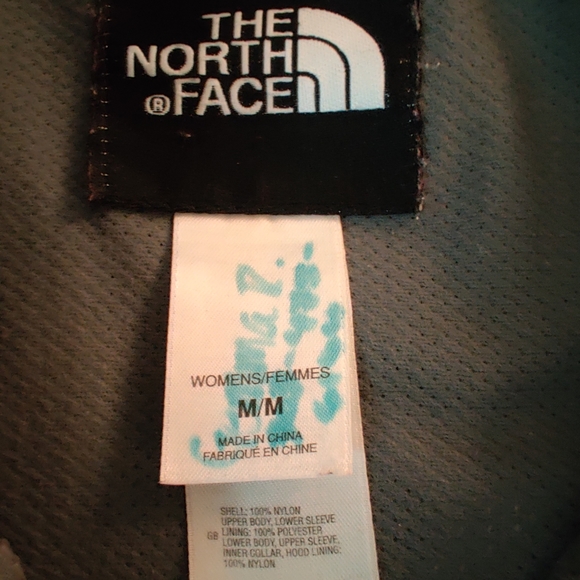 THE
NORTH
® FACE
WOMENS/FEMMES
M/M
MADE IN CHINA
FABRIQUÉ EN CHINE
SHELL: 100% NYLON
UPPER BODY, LOWER SLEEVE
GB LINING: 100% POLYESTER
LOWER BODY, UPPER SLEEVE,
INNER COLLAR, HOOD LINING:
100% NYLON